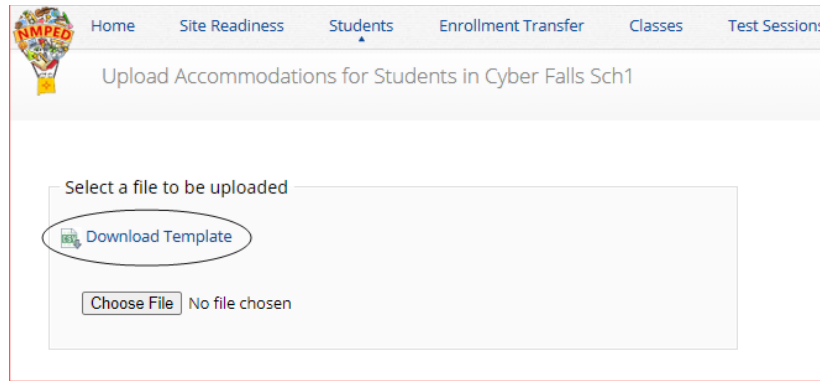 NMPED
Home Site Readiness Students Enrollment Transfer Classes Test Sessions
Upload Accommodations for Students in Cyber Falls Sch1
Select a file to be uploaded
Download Template
Choose File No file chosen